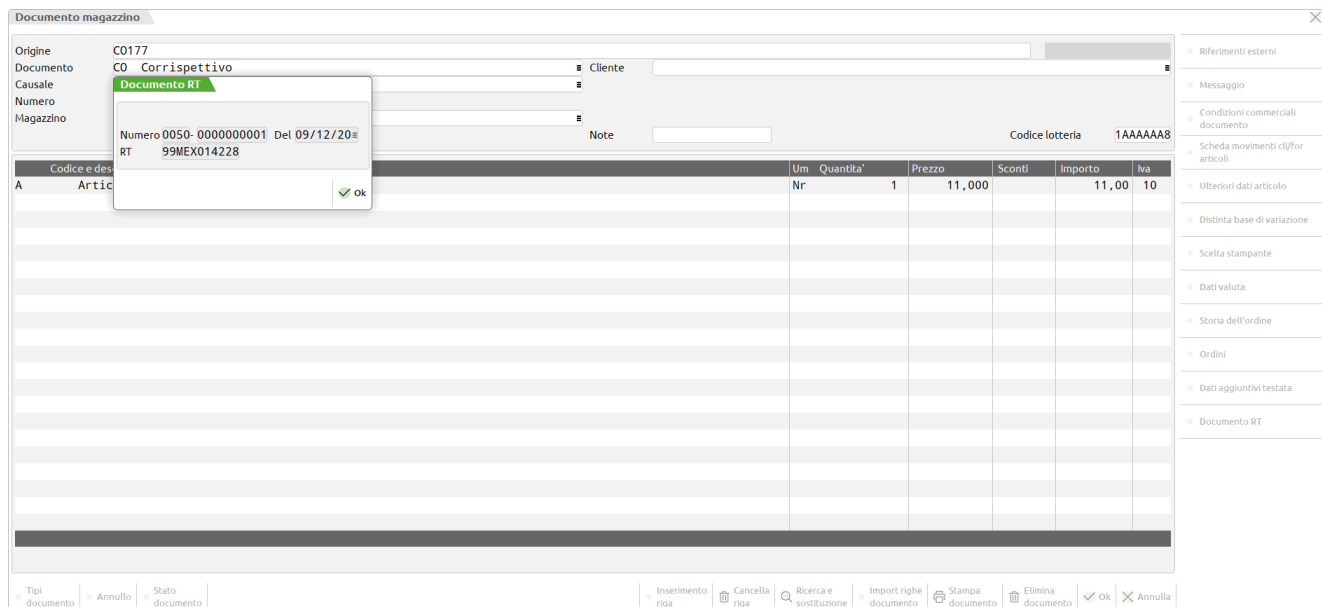 Documento magazzino
Origine CO177
Documento CO Corrispettivo Cliente
Causale
Numero
Magazzino
Note Codice lotteria 1AAAAAA8
Documento RT
Numero 0050- 0000000001 Del 09/12/20
RT 99MEX014228
Ok
Codice e des Um Quantita' Prezzo Sconti Importo Iva
A Artic Nr 1 11,000 11,00 10
Riferimenti esterni
Messaggio
Condizioni commerciali
documento
Scheda movimenti cli/for
articoli
Ulteriori dati articolo
Distinta base di variazione
Scelta stampante
Dati valuta
Storia dell'ordine
Ordini
Dati aggiuntivi testata
Documento RT
Tipi
documento
Annullo
Stato
documento
Inserimento
riga
Cancella
riga
Ricerca e
sostituzione
Import righe
documento
Stampa
documento
Elimina
documento
Ok
Annulla